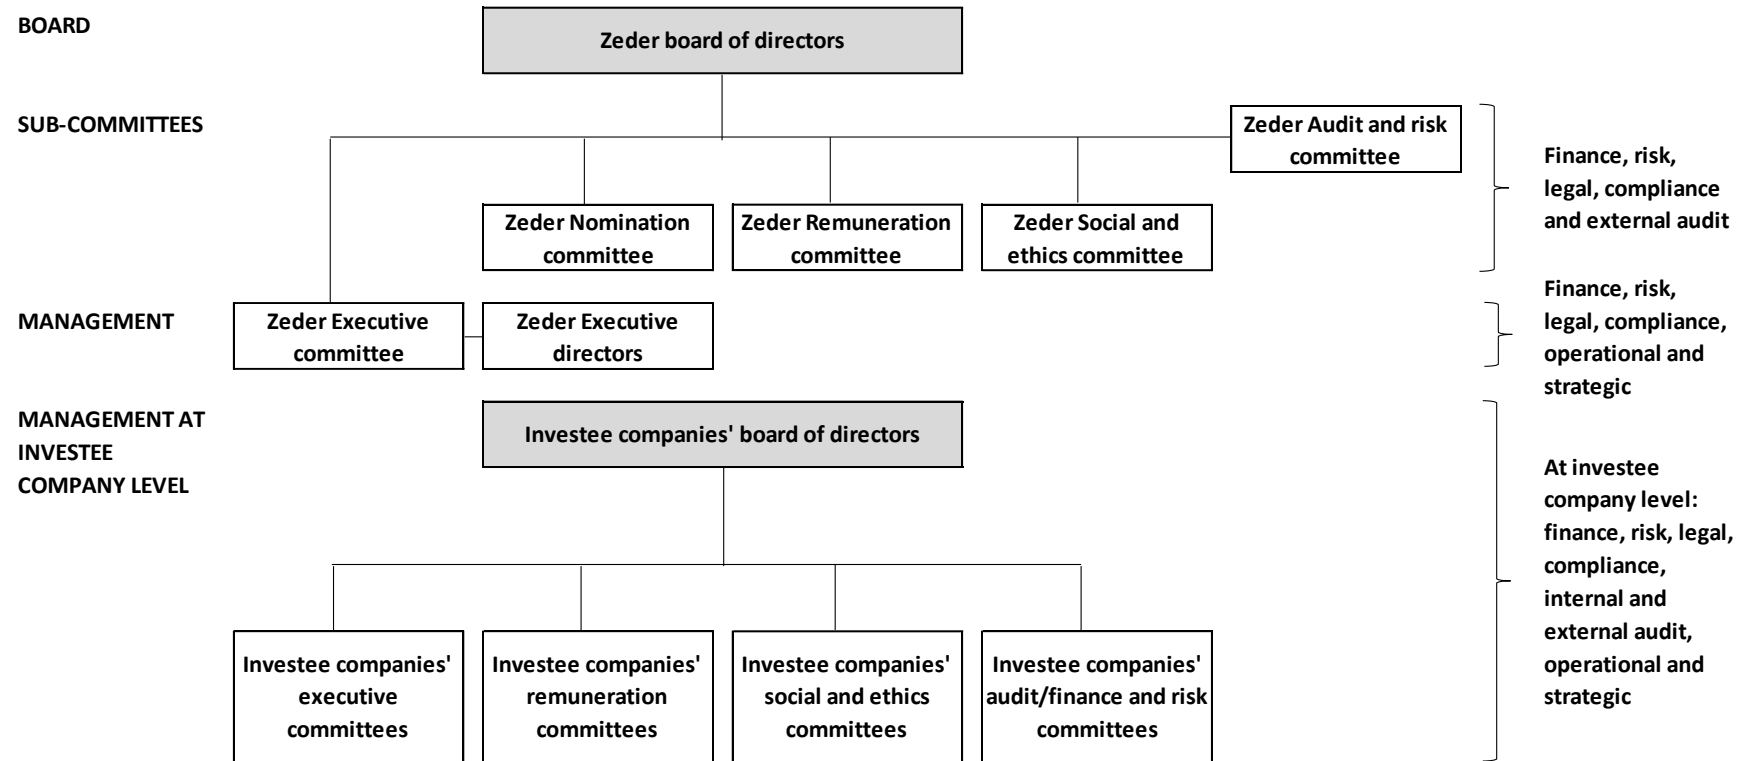 BOARD
Zeder board of directors
SUB-COMMITTEES
Zeder Audit and risk
committee
Finance, risk,
legal, compliance
and external audit
Zeder Nomination
committee
Zeder Remuneration
committee
Zeder Social and
ethics committee
MANAGEMENT
Zeder Executive
committee
Zeder Executive
directors
Finance, risk,
legal, compliance,
operational and
strategic
MANAGEMENT AT
INVESTEE
COMPANY LEVEL
Investee companies' board of directors
At investee
company level:
finance, risk, legal,
compliance,
internal and
external audit,
operational and
strategic
Investee companies'
executive
committees
Investee companies'
remuneration
committees
Investee companies'
social and ethics
committees
Investee companies'
audit/finance and risk
committees